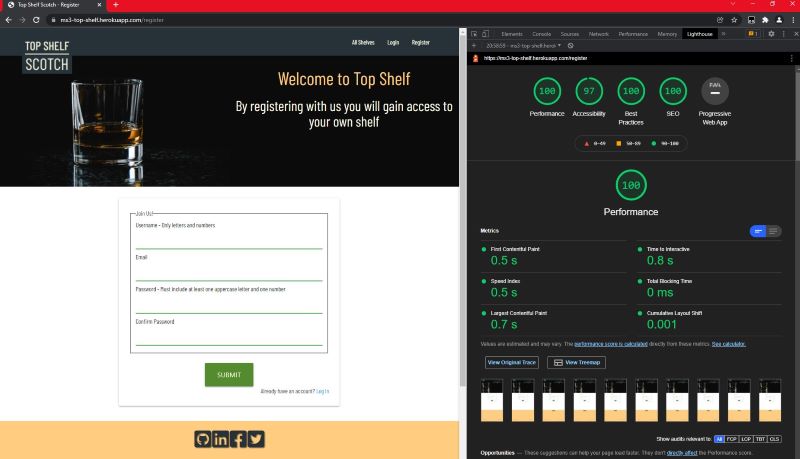 Top Shelf Scotch - Register
ms3-top-shelf.herokuapp.com/register
TOP SHELF
SCOTCH
All Shelves
Login
Register
Welcome to Top Shelf
By registering with us you will gain access to
your own shelf
Join Us!
Username - Only letters and numbers
Email
Password - Must include at least one uppercase letter and one number
Confirm Password
SUBMIT
Already have an account? Log In
Elements Console Sources Network Performance Memory Lighthouse
1
20:58:59 - ms3-top-shelf.herok
https://ms3-top-shelf.herokuapp.com/register
100 97 100 100 PWA
Performance Accessibility Best Practices SEO Progressive Web App
0-49 50-89 90-100
100
Performance
Metrics
First Contentful Paint
0.5 s
Time to Interactive
0.8 s
Speed Index
0.5 s
Total Blocking Time
0 ms
Largest Contentful Paint
0.7 s
Cumulative Layout Shift
0.001
Values are estimated and may vary. The performance score is calculated directly from these metrics. See calculator.
View Original Trace
View Treemap
Show audits relevant to: All FCP LCP TBT CLS
Opportunities — These suggestions can help your page load faster. They don't directly affect the Performance score.